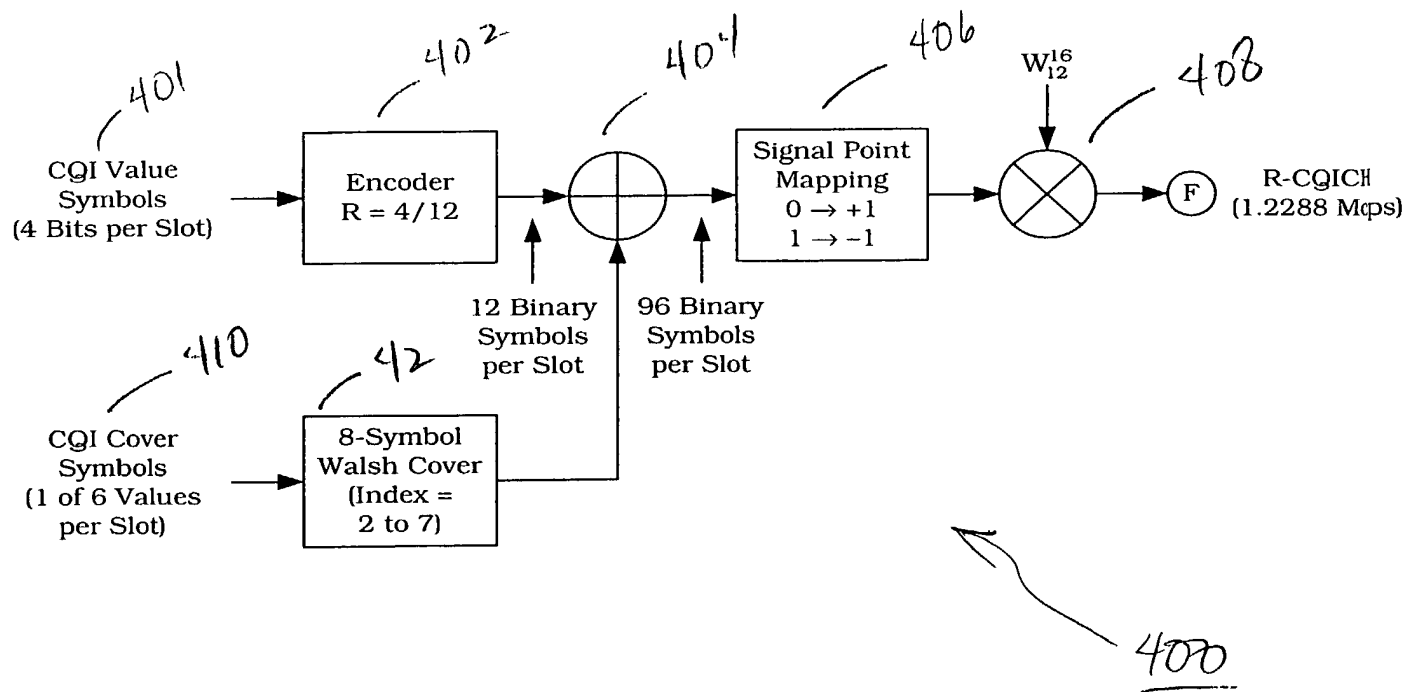 401
402
404
406
408
CQI Value
Symbols
(4 Bits per Slot)
Encoder
R = 4/12
Signal Point
Mapping
0 → +1
1 → −1
W₁₂¹⁶
F
R-CQICH
(1.2288 Mcps)
12 Binary
Symbols
per Slot
96 Binary
Symbols
per Slot
410
42
CQI Cover
Symbols
(1 of 6 Values
per Slot)
8-Symbol
Walsh Cover
(Index =
2 to 7)
400